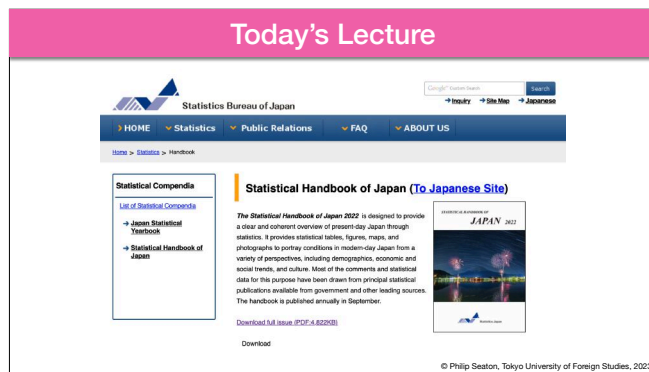 Today's Lecture
Statistics Bureau of Japan
Search
Inquiry Site Map Japanese
HOME Statistics Public Relations FAQ ABOUT US
Home > Statistics > Handbook
Statistical Compendia
List of Statistical Compendia
Japan Statistical
Yearbook
Statistical Handbook of
Japan
Statistical Handbook of Japan (To Japanese Site)
The Statistical Handbook of Japan 2022 is designed to provide
a clear and coherent overview of present-day Japan through
statistics. It provides statistical tables, figures, maps, and
photographs to portray conditions in modern-day Japan from a
variety of perspectives, including demographics, economic and
social trends, and culture. Most of the comments and statistical
data for this purpose have been drawn from principal statistical
publications available from government and other leading sources.
The handbook is published annually in September.
Download full issue (PDF:4,822KB)
Download
STATISTICAL HANDBOOK OF
JAPAN 2022
Statistics Japan
© Philip Seaton, Tokyo University of Foreign Studies, 2023